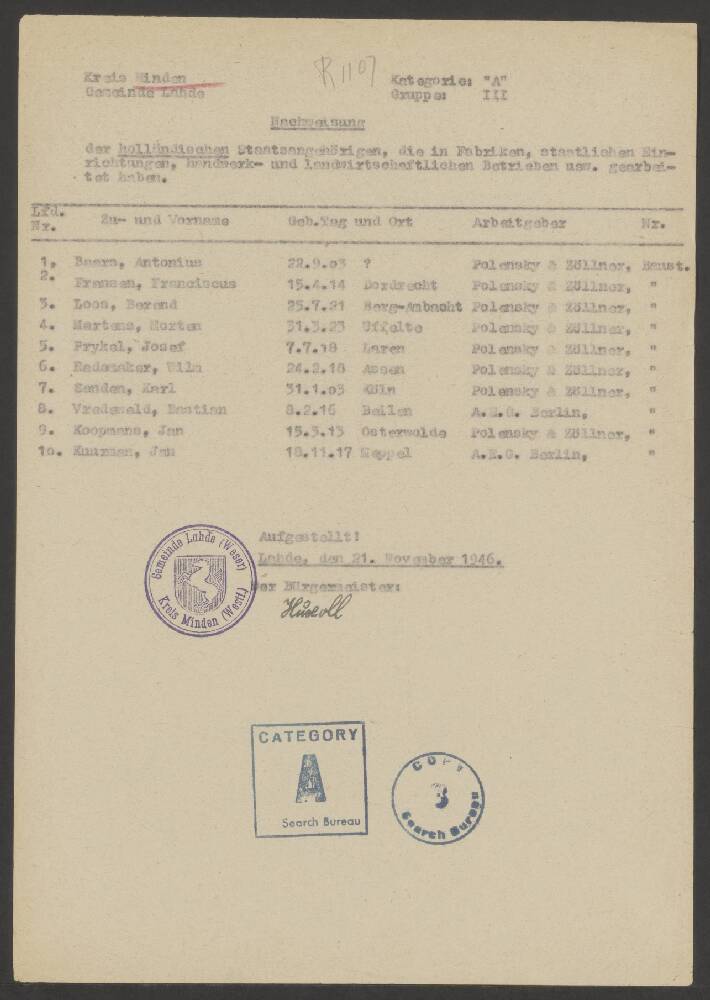 Kreis Minden
Gemeinde Lahde
R 1107
Kategorie: "A"
Gruppe: III
Nachweisung
der holländischen Staatsangehörigen, die in Fabriken, staatlichen Ein-
richtungen, handwerk- und landwirtschaftlichen Betrieben usw. gearbei-
tet haben.
Lfd. Nr. Zu- und Vorname Geb.Tag und Ort Arbeitgeber Nr.
1. Baars, Antonius 22.9.03 ? Polensky & Zöllner, Baust.
2. Fransen, Franciscus 15.4.14 Dordrecht Polensky & Zöllner, "
3. Loos, Berend 25.7.21 Berg-Ambacht Polensky & Zöllner, "
4. Martens, Morten 31.3.23 Uffelte Polensky & Zöllner, "
5. Prykel, Josef 7.7.18 Laren Polensky & Zöllner, "
6. Rademaker, Wilm 24.2.18 Assen Polensky & Zöllner, "
7. Sanden, Karl 31.1.03 Köln Polensky & Zöllner, "
8. Vredeveld, Bastian 8.2.16 Beilen A.E.G. Berlin, "
9. Koopmans, Jan 15.3.13 Osterwolde Polensky & Zöllner, "
10. Jan 18.11.17 Meppel A.E.G. Berlin, "
Aufgestellt!
Lahde, den 21. November 1946.
Der Bürgermeister:
Gemeinde Lahde (Weser)
Kreis Minden (Westf.)
CATEGORY
A
Search Bureau
COPY
3
Search Bureau